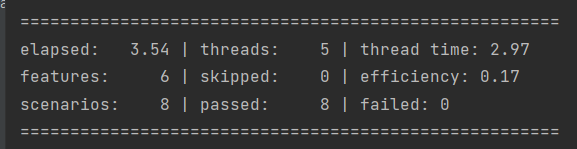 ======================================================
elapsed:   3.54 | threads:    5 | thread time: 2.97
features:     6 | skipped:    0 | efficiency: 0.17
scenarios:    8 | passed:     8 | failed: 0
======================================================